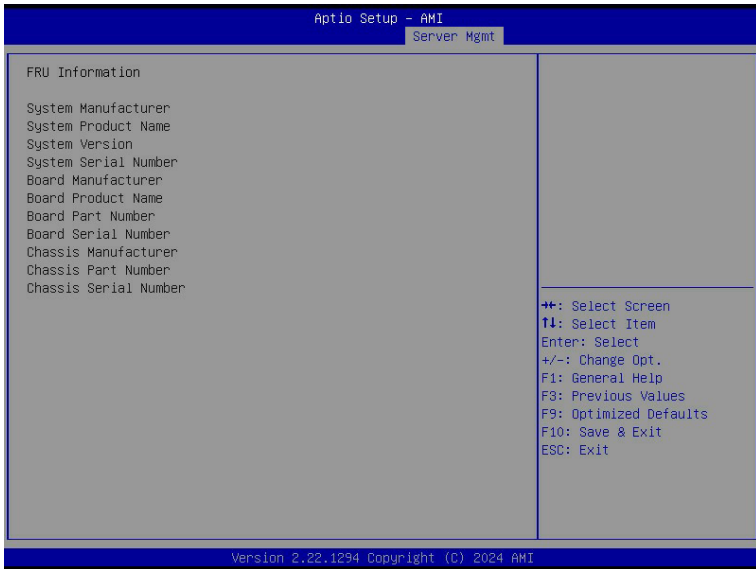 Aptio Setup – AMI
Server Mgmt
FRU Information
System Manufacturer
System Product Name
System Version
System Serial Number
Board Manufacturer
Board Product Name
Board Part Number
Board Serial Number
Chassis Manufacturer
Chassis Part Number
Chassis Serial Number
→←: Select Screen
↑↓: Select Item
Enter: Select
+/-: Change Opt.
F1: General Help
F3: Previous Values
F9: Optimized Defaults
F10: Save & Exit
ESC: Exit
Version 2.22.1294 Copyright (C) 2024 AMI